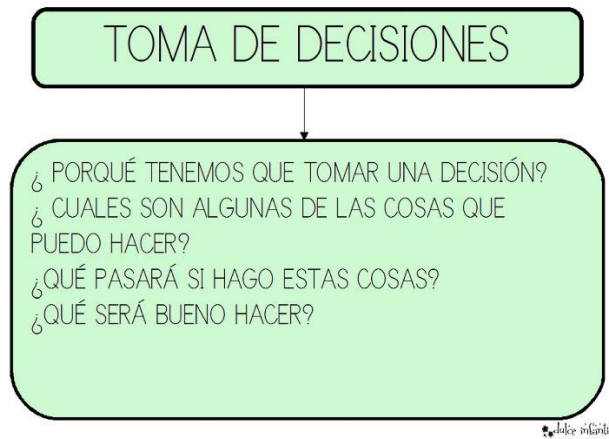 TOMA DE DECISIONES
¿ PORQUÉ TENEMOS QUE TOMAR UNA DECISIÓN?
¿ CUALES SON ALGUNAS DE LAS COSAS QUE
PUEDO HACER?
¿QUÉ PASARÁ SI HAGO ESTAS COSAS?
¿QUÉ SERÁ BUENO HACER?
dulce infanti